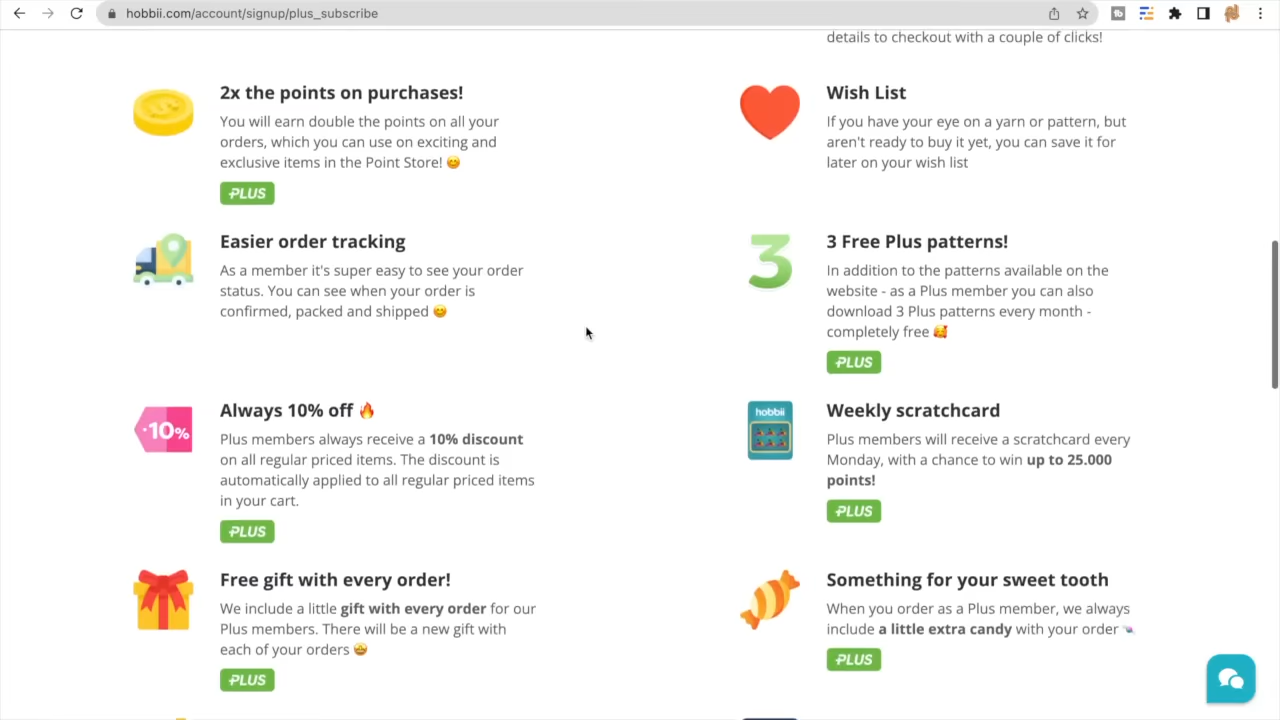 hobbii.com/account/signup/plus_subscribe
details to checkout with a couple of clicks!
2x the points on purchases!
You will earn double the points on all your
orders, which you can use on exciting and
exclusive items in the Point Store! 😊
PLUS
Wish List
If you have your eye on a yarn or pattern, but
aren't ready to buy it yet, you can save it for
later on your wish list
Easier order tracking
As a member it's super easy to see your order
status. You can see when your order is
confirmed, packed and shipped 😊
3
3 Free Plus patterns!
In addition to the patterns available on the
website - as a Plus member you can also
download 3 Plus patterns every month -
completely free 🥰
PLUS
-10%
Always 10% off 🔥
Plus members always receive a 10% discount
on all regular priced items. The discount is
automatically applied to all regular priced items
in your cart.
PLUS
hobbii
Weekly scratchcard
Plus members will receive a scratchcard every
Monday, with a chance to win up to 25.000
points!
PLUS
Free gift with every order!
We include a little gift with every order for our
Plus members. There will be a new gift with
each of your orders 🤩
PLUS
Something for your sweet tooth
When you order as a Plus member, we always
include a little extra candy with your order 🍬
PLUS